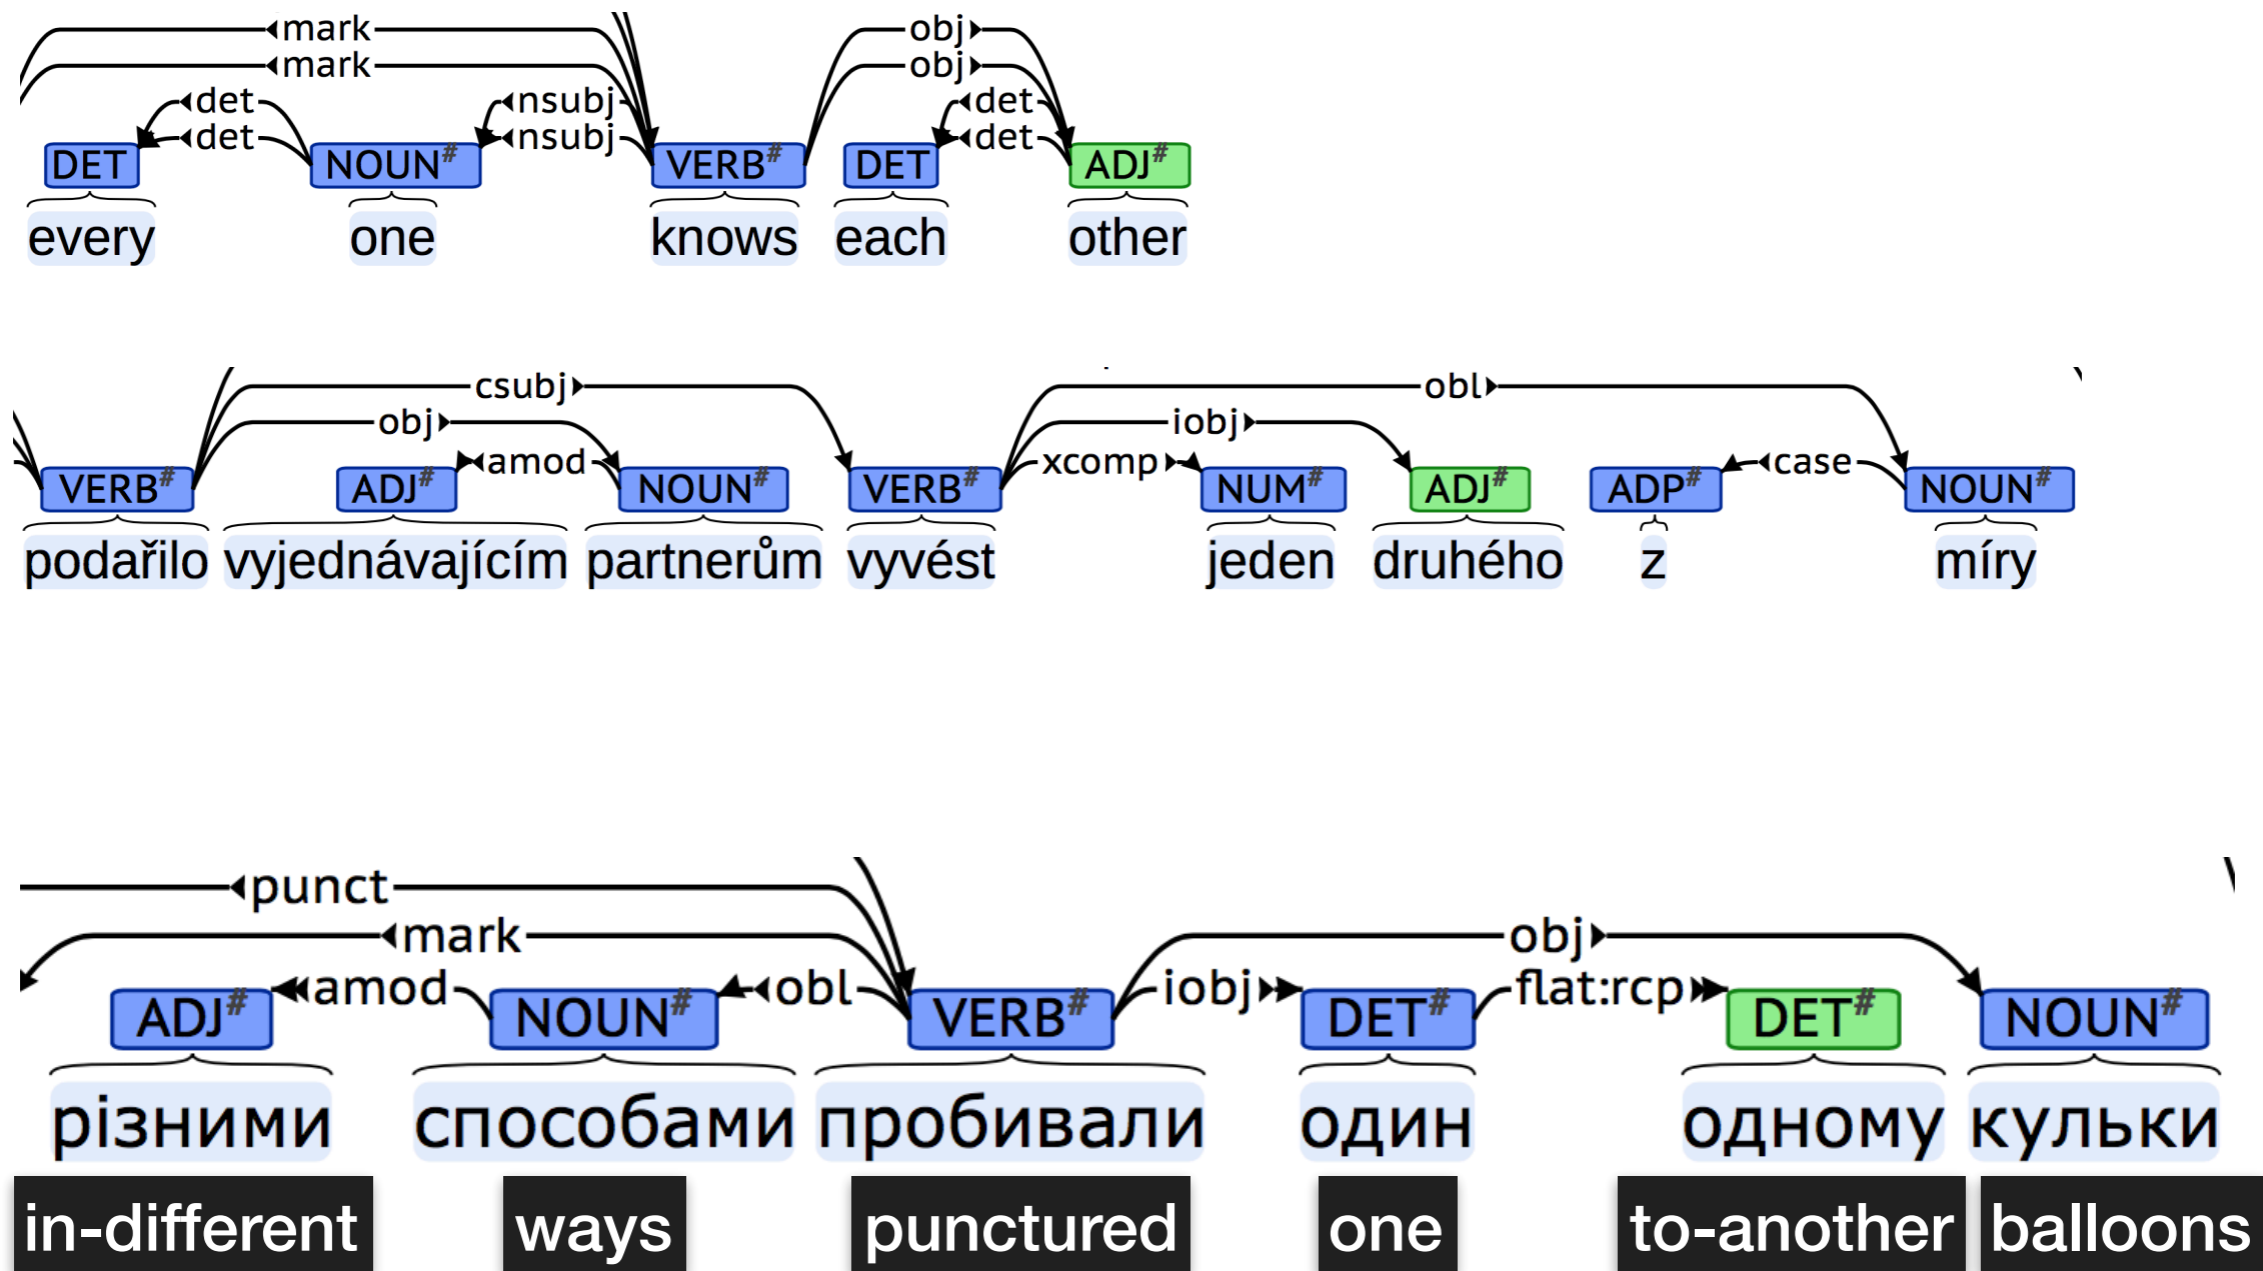 mark
mark
det nsubj obj
det nsubj obj
det
det
DET NOUN# VERB# DET ADJ#
every one knows each other
csubj obl
obj iobj
amod xcomp case
VERB# ADJ# NOUN# VERB# NUM# ADJ# ADP# NOUN#
podařilo vyjednávajícím partnerům vyvést jeden druhého z míry
punct
mark obj
amod obl iobj flat:rcp
ADJ# NOUN# VERB# DET# DET# NOUN#
різними способами пробивали один одному кульки
in-different ways punctured one to-another balloons